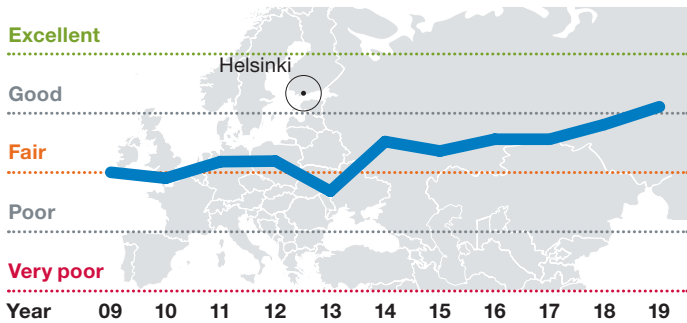 Excellent
Helsinki
Good
Fair
Poor
Very poor
Year 09 10 11 12 13 14 15 16 17 18 19